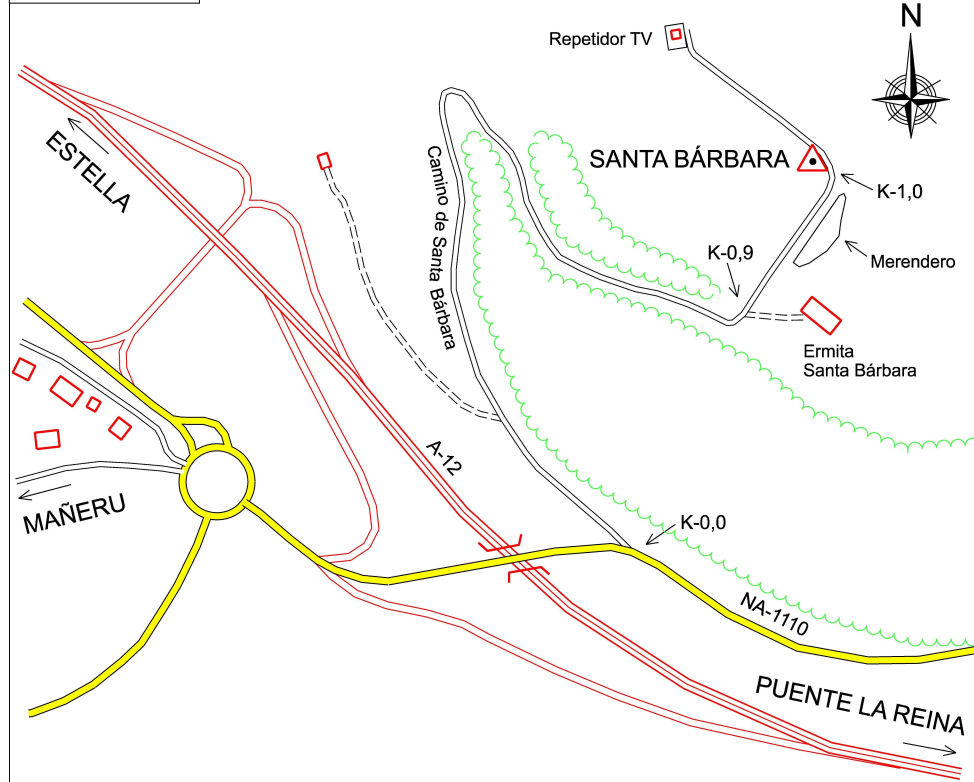 N
Repetidor TV
ESTELLA
SANTA BÁRBARA
K-1,0
Camino de Santa Bárbara
K-0,9
Merendero
Ermita
Santa Bárbara
A-12
MAÑERU
K-0,0
NA-1110
PUENTE LA REINA